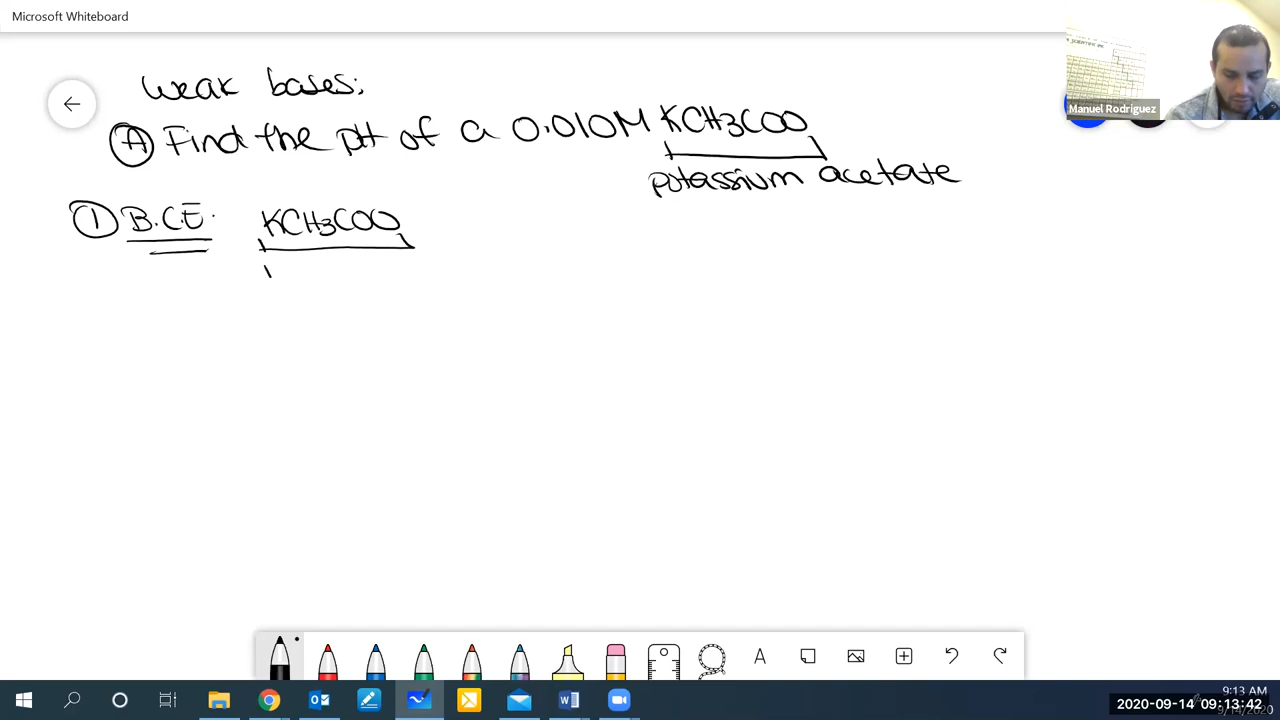 Microsoft Whiteboard
Weak bases:
Manuel Rodriguez
A Find the pH of a 0.010M KCH3COO
potassium acetate
1 B.C.E. KCH3COO
A
9:13 AM
2020-09-14 09:13:42